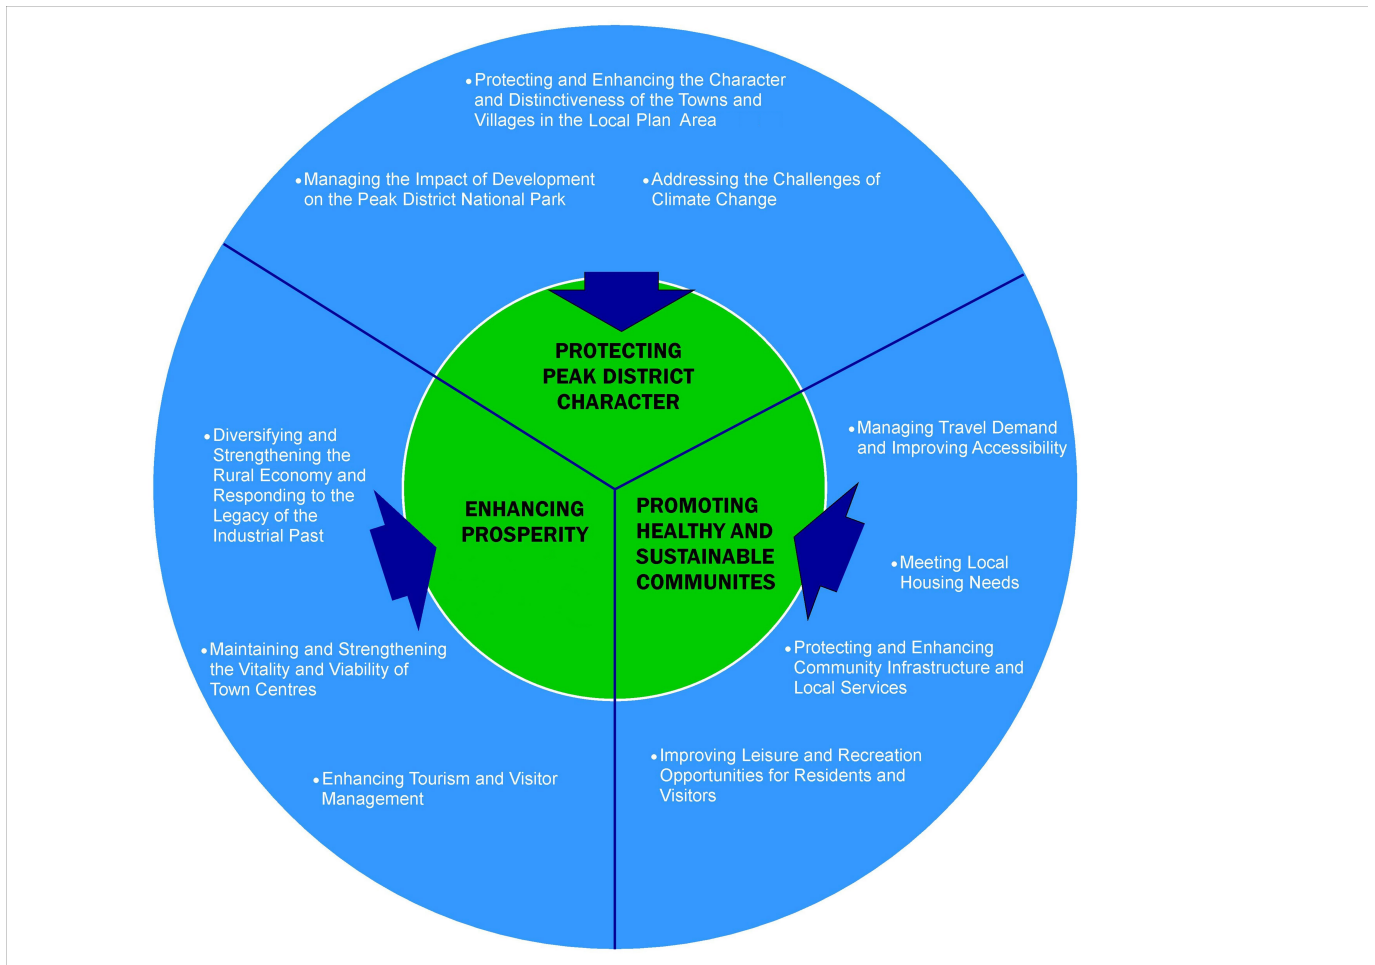 •Protecting and Enhancing the Character
and Distinctiveness of the Towns and
Villages in the Local Plan Area
•Managing the Impact of Development
on the Peak District National Park
•Addressing the Challenges of
Climate Change
PROTECTING
PEAK DISTRICT
CHARACTER
•Diversifying and
Strengthening the
Rural Economy and
Responding to the
Legacy of the
Industrial Past
ENHANCING
PROSPERITY
PROMOTING
HEALTHY AND
SUSTAINABLE
COMMUNITES
•Managing Travel Demand
and Improving Accessibility
•Meeting Local
Housing Needs
•Maintaining and Strengthening
the Vitality and Viability of
Town Centres
•Protecting and Enhancing
Community Infrastructure and
Local Services
•Enhancing Tourism and Visitor
Management
•Improving Leisure and Recreation
Opportunities for Residents and
Visitors